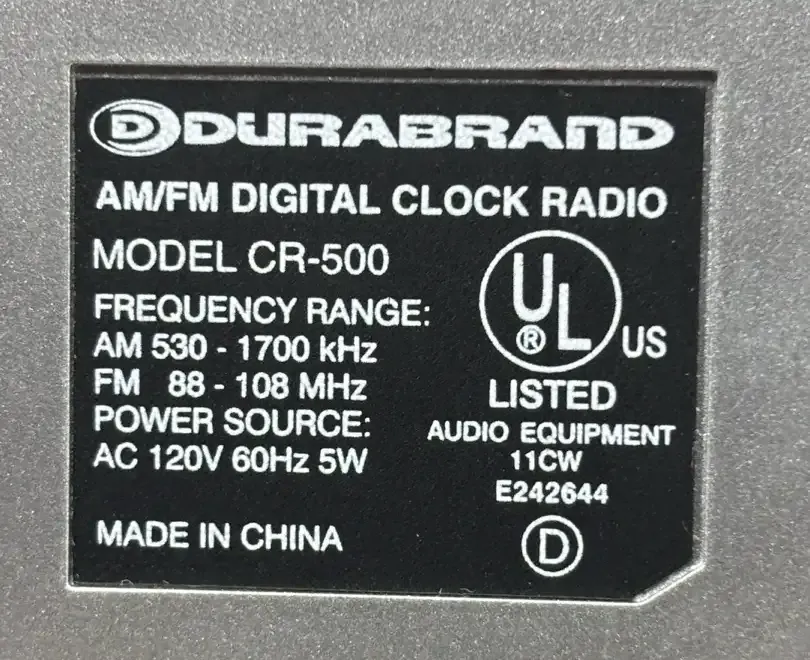 D DURABRAND
AM/FM DIGITAL CLOCK RADIO
MODEL CR-500
FREQUENCY RANGE:
AM 530 - 1700 kHz
FM 88 - 108 MHz
POWER SOURCE:
AC 120V 60Hz 5W
MADE IN CHINA
UL ® US
LISTED
AUDIO EQUIPMENT
11CW
E242644
D